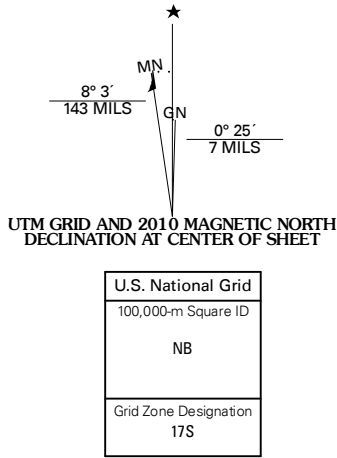 ★
MN
8° 3´
143 MILS
GN
0° 25´
7 MILS
UTM GRID AND 2010 MAGNETIC NORTH
DECLINATION AT CENTER OF SHEET
U.S. National Grid
100,000-m Square ID
NB
Grid Zone Designation
17S